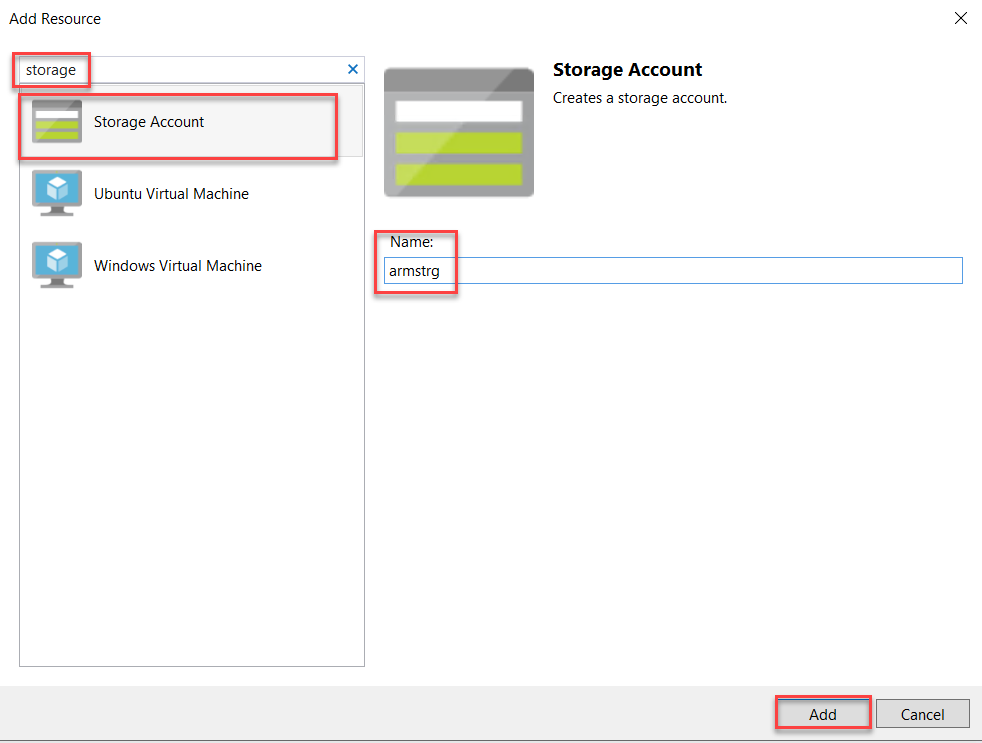 Add Resource
storage
Storage Account
Ubuntu Virtual Machine
Windows Virtual Machine
Storage Account
Creates a storage account.
Name:
armstrg
Add
Cancel